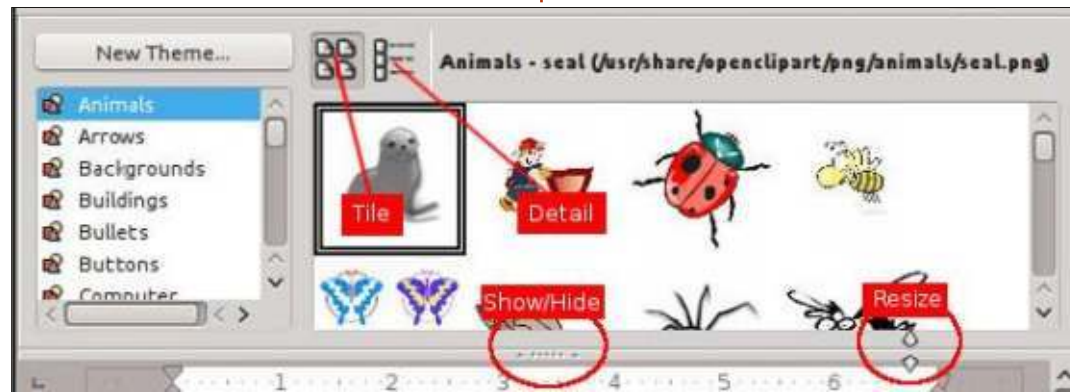 New Theme...
Animals - seal (/usr/share/openclipart/png/animals/seal.png)
Animals
Arrows
Backgrounds
Buildings
Bullets
Buttons
Computer
Tile
Detail
Show/Hide
Resize
1 2 3 4 5 6 7